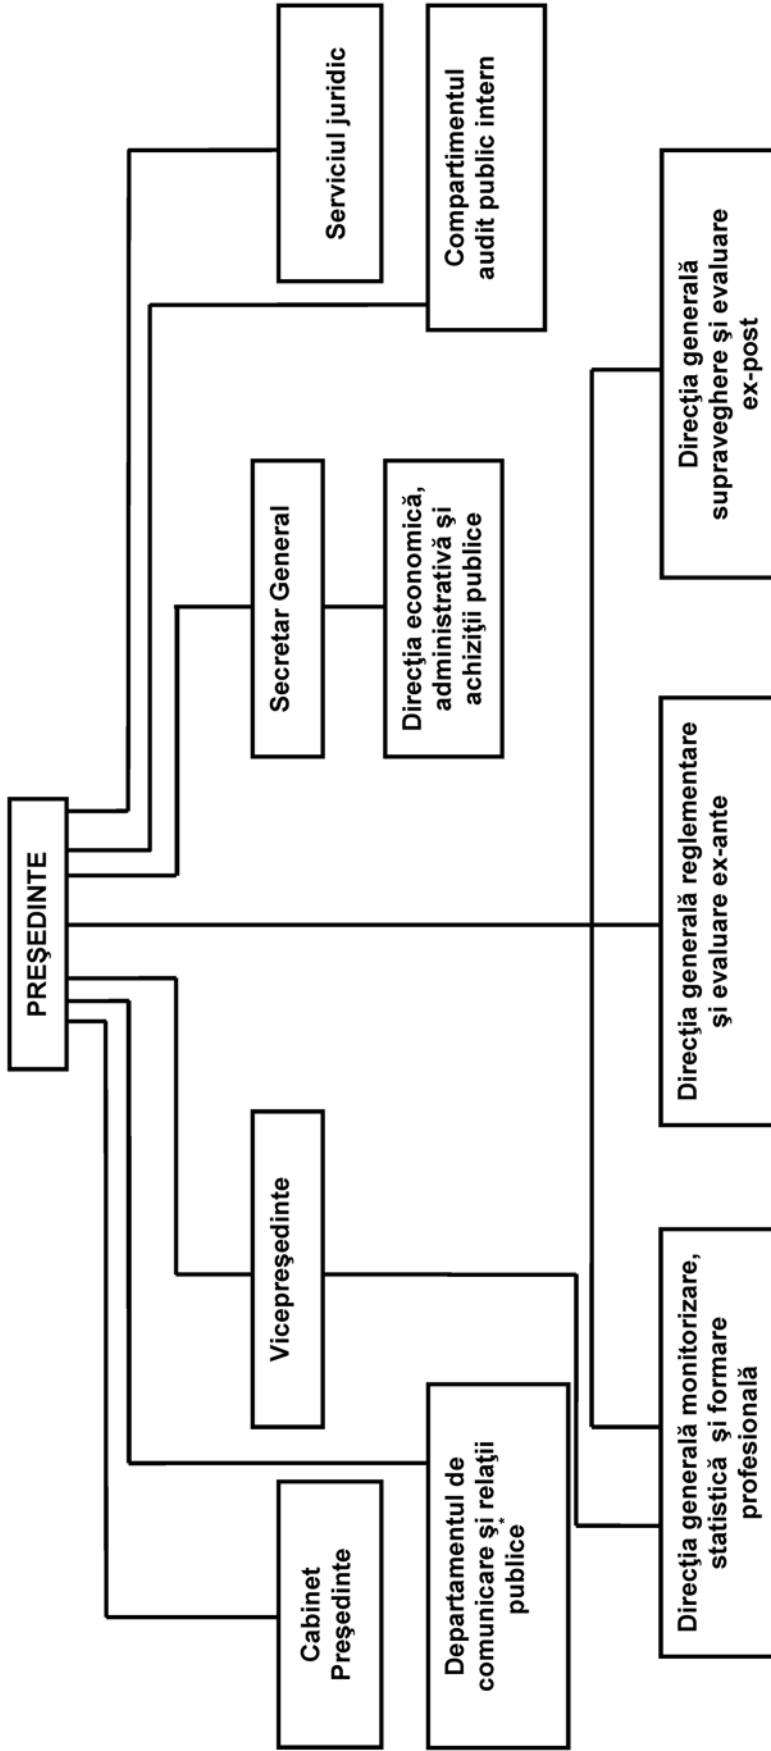 PREŞEDINTE
Cabinet
Preşedinte
Departamentul de
comunicare şi relaţii
publice*
Vicepreşedinte
Secretar General
Direcţia economică,
administrativă şi
achiziţii publice
Serviciul juridic
Compartimentul
audit public intern
Direcţia generală monitorizare,
statistică şi formare
profesională
Direcţia generală reglementare
şi evaluare ex-ante
Direcţia generală
supraveghere şi evaluare
ex-post